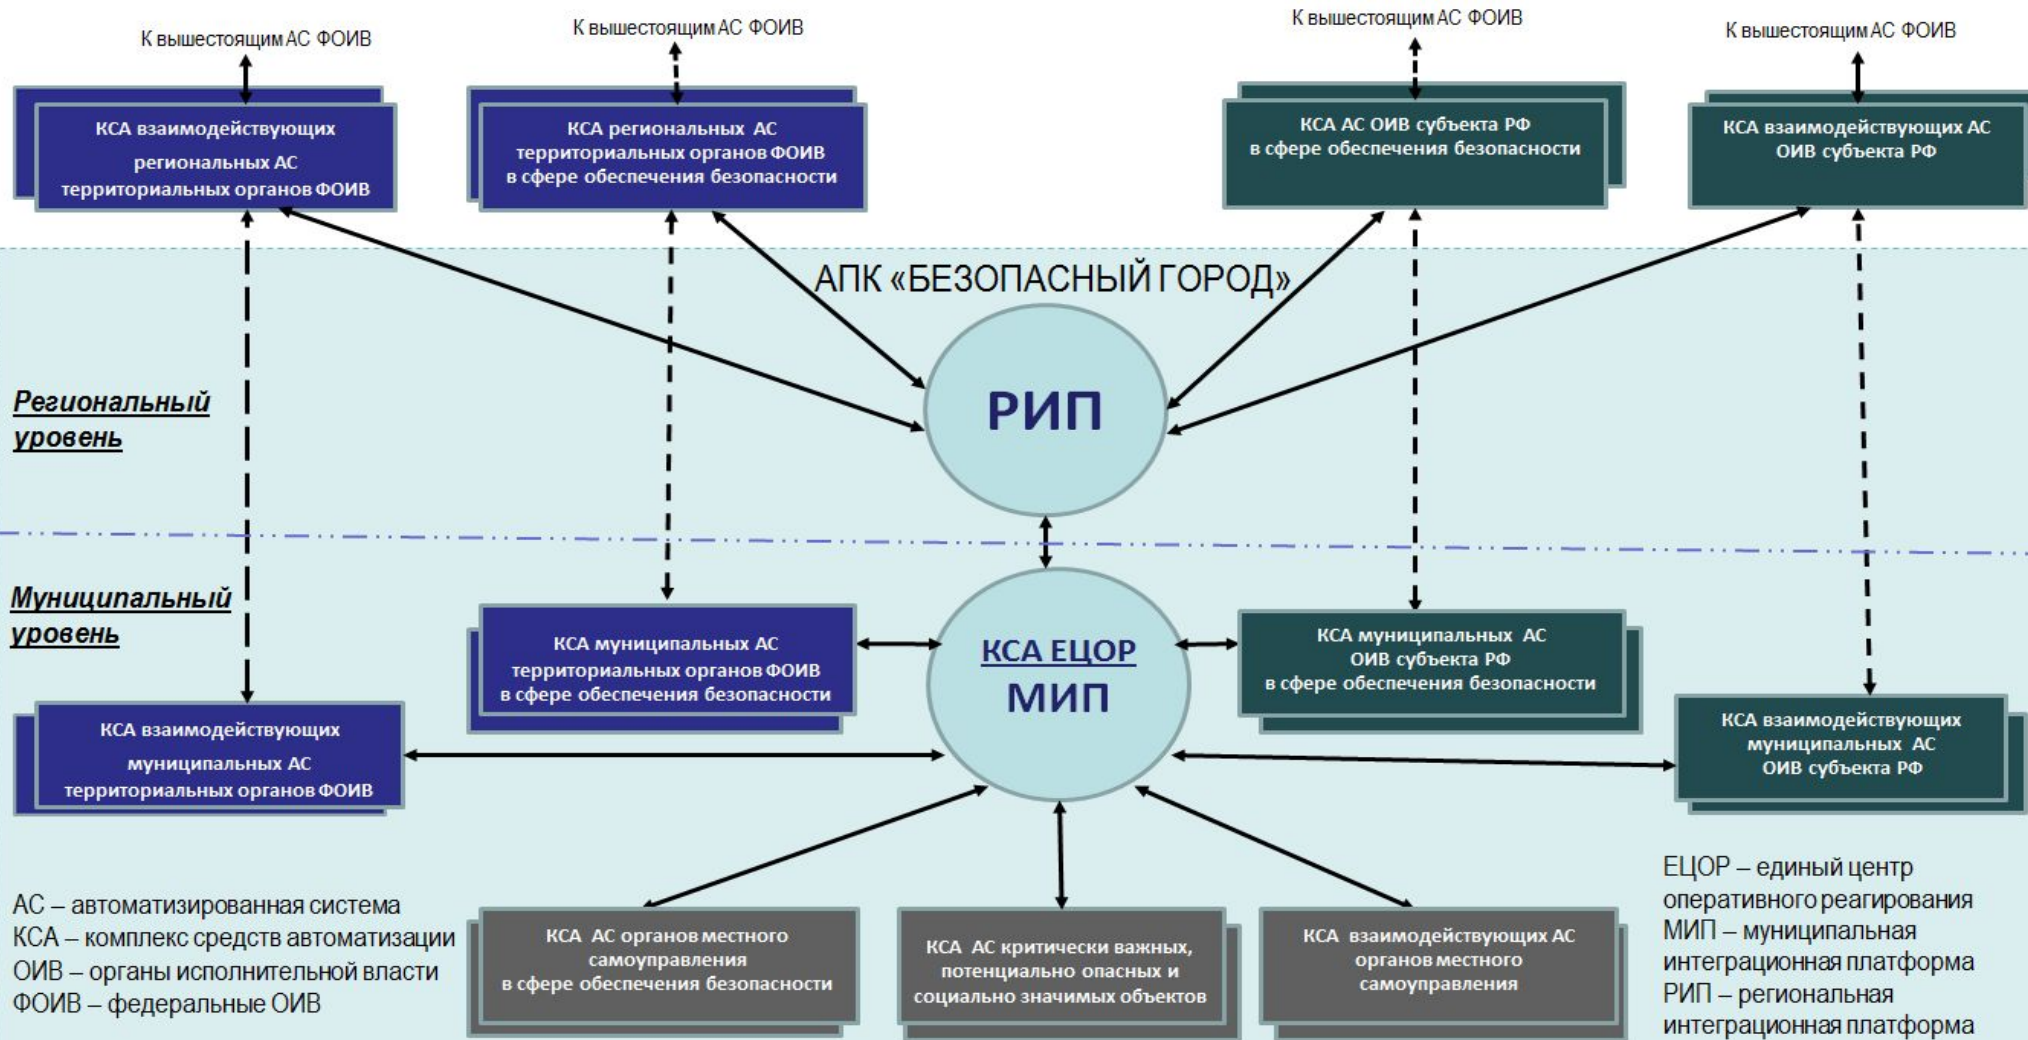 К вышестоящим АС ФОИВ
К вышестоящим АС ФОИВ
К вышестоящим АС ФОИВ
К вышестоящим АС ФОИВ
КСА взаимодействующих
региональных АС
территориальных органов ФОИВ
КСА региональных АС
территориальных органов ФОИВ
в сфере обеспечения безопасности
КСА АС ОИВ субъекта РФ
в сфере обеспечения безопасности
КСА взаимодействующих АС
ОИВ субъекта РФ
АПК «БЕЗОПАСНЫЙ ГОРОД»
РИП
Региональный
уровень
Муниципальный
уровень
КСА муниципальных АС
территориальных органов ФОИВ
в сфере обеспечения безопасности
КСА ЕЦОР
МИП
КСА муниципальных АС
ОИВ субъекта РФ
в сфере обеспечения безопасности
КСА взаимодействующих
муниципальных АС
территориальных органов ФОИВ
КСА взаимодействующих
муниципальных АС
ОИВ субъекта РФ
АС – автоматизированная система
КСА – комплекс средств автоматизации
ОИВ – органы исполнительной власти
ФОИВ – федеральные ОИВ
КСА АС органов местного
самоуправления
в сфере обеспечения безопасности
КСА АС критически важных,
потенциально опасных и
социально значимых объектов
КСА взаимодействующих АС
органов местного
самоуправления
ЕЦОР – единый центр
оперативного реагирования
МИП – муниципальная
интеграционная платформа
РИП – региональная
интеграционная платформа